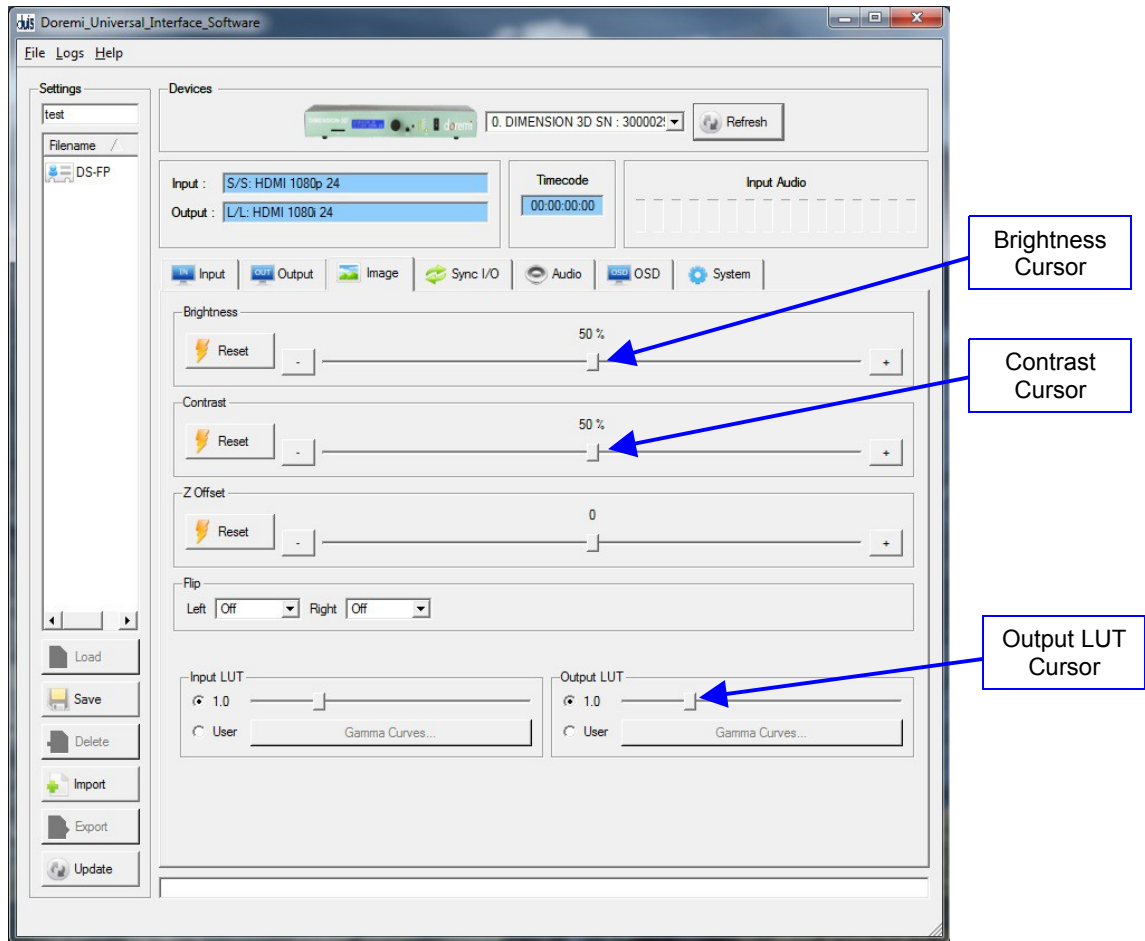 Doremi_Universal_Interface_Software
File Logs Help
Settings
test
Filename
DS-FP
Devices
doremi
0. DIMENSION 3D SN : 300002
Refresh
Input : S/S: HDMI 1080p 24
Output : L/L: HDMI 1080i 24
Timecode
00:00:00:00
Input Audio
IN Input
OUT Output
Image
Sync I/O
Audio
OSD OSD
System
Brightness
Reset
50 %
-
+
Contrast
Reset
50 %
-
+
Z Offset
Reset
0
-
+
Flip
Left Off Right Off
Input LUT
1.0
User Gamma Curves...
Output LUT
1.0
User Gamma Curves...
Load
Save
Delete
Import
Export
Update
Brightness
Cursor
Contrast
Cursor
Output LUT
Cursor